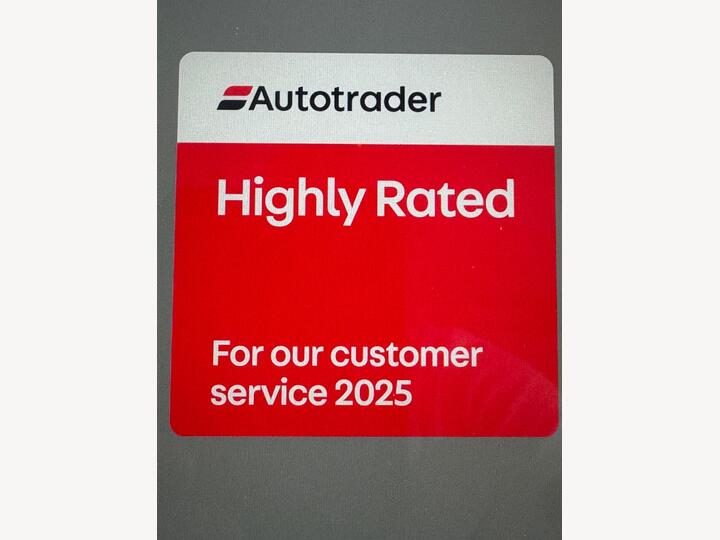 Autotrader
Highly Rated
For our customer
service 2025